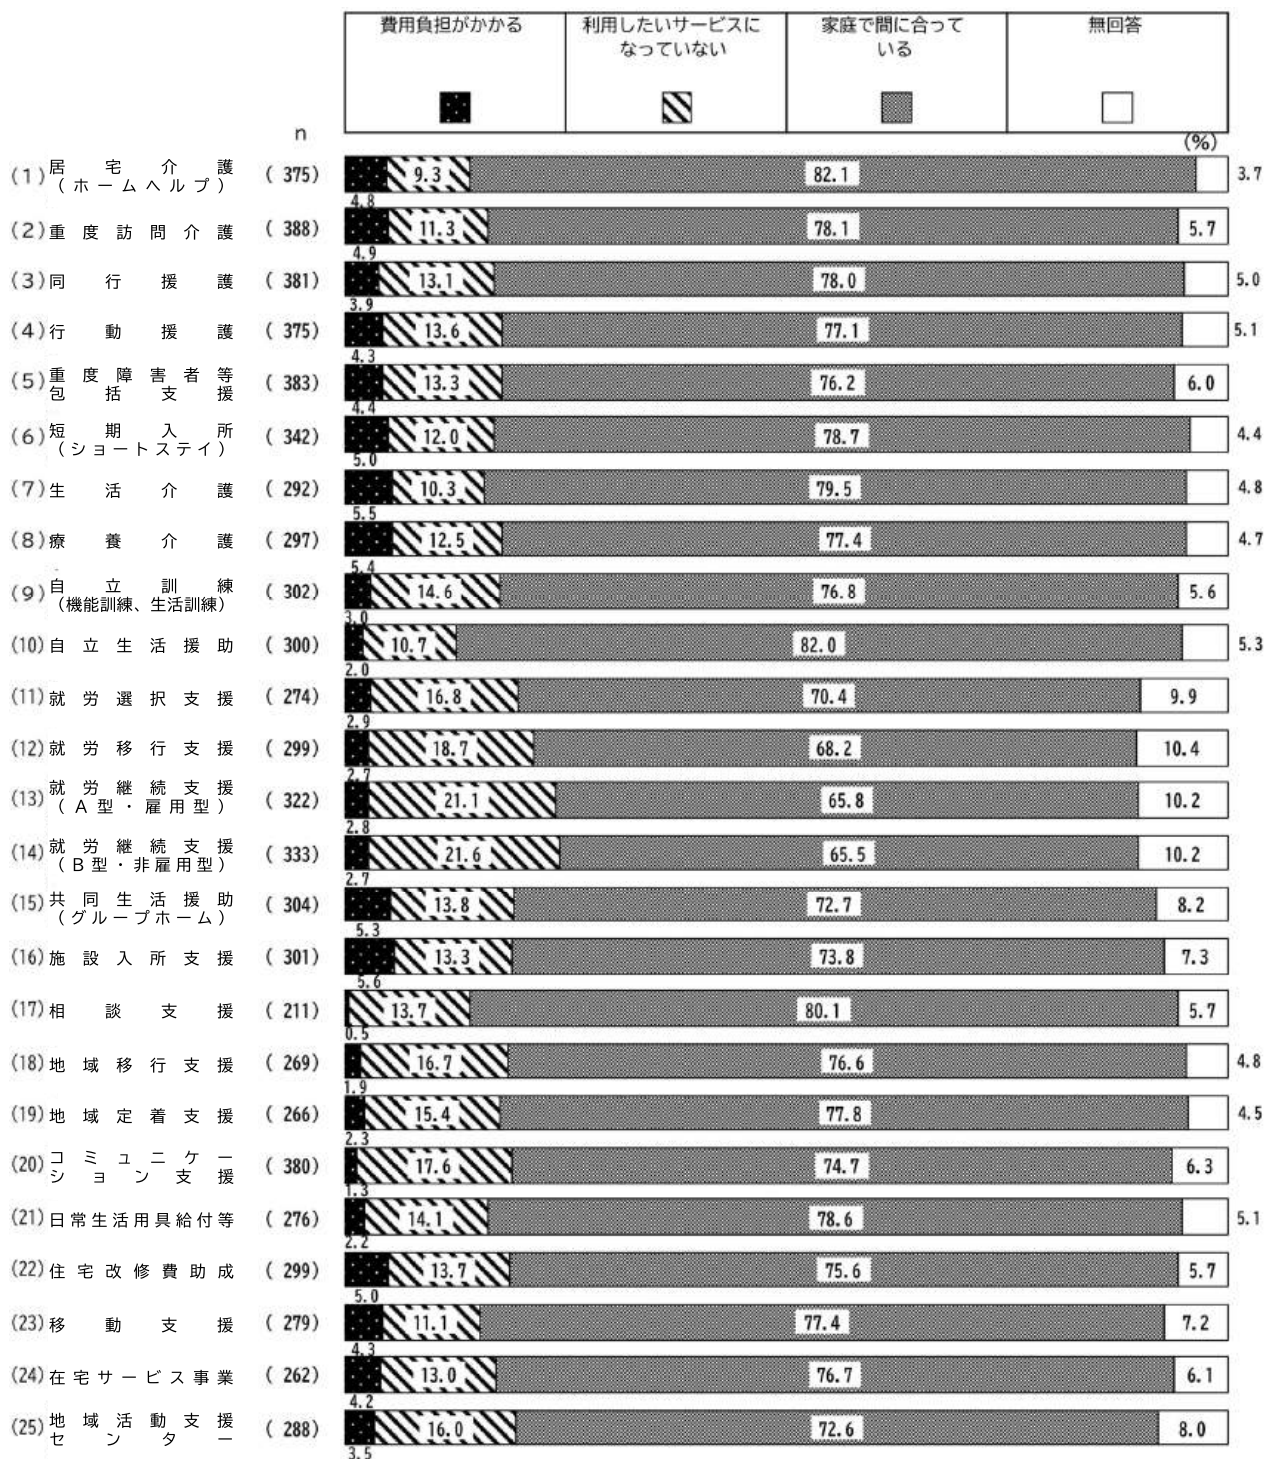 費用負担がかかる 利用したいサービスに 家庭で間に合って 無回答
なっていない いる
n
(%)
(1) 居宅介護 ( 375) 9.3 82.1 3.7
(ホームヘルプ)
4.8
(2) 重度訪問介護 ( 388) 11.3 78.1 5.7
4.9
(3) 同行援護 ( 381) 13.1 78.0 5.0
3.9
(4) 行動援護 ( 375) 13.6 77.1 5.1
4.3
(5) 重度障害者等 ( 383) 13.3 76.2 6.0
包括支援
4.4
(6) 短期入所 ( 342) 12.0 78.7 4.4
(ショートステイ)
5.0
(7) 生活介護 ( 292) 10.3 79.5 4.8
5.5
(8) 療養介護 ( 297) 12.5 77.4 4.7
5.4
(9) 自立訓練 ( 302) 14.6 76.8 5.6
(機能訓練、生活訓練)
3.0
(10) 自立生活援助 ( 300) 10.7 82.0 5.3
2.0
(11) 就労選択支援 ( 274) 16.8 70.4 9.9
2.9
(12) 就労移行支援 ( 299) 18.7 68.2 10.4
2.7
(13) 就労継続支援 ( 322) 21.1 65.8 10.2
(A型・雇用型)
2.8
(14) 就労継続支援 ( 333) 21.6 65.5 10.2
(B型・非雇用型)
2.7
(15) 共同生活援助 ( 304) 13.8 72.7 8.2
(グループホーム)
5.3
(16) 施設入所支援 ( 301) 13.3 73.8 7.3
5.6
(17) 相談支援 ( 211) 13.7 80.1 5.7
0.5
(18) 地域移行支援 ( 269) 16.7 76.6 4.8
1.9
(19) 地域定着支援 ( 266) 15.4 77.8 4.5
2.3
(20) コミュニケー ( 380) 17.6 74.7 6.3
ション支援
1.3
(21) 日常生活用具給付等 ( 276) 14.1 78.6 5.1
2.2
(22) 住宅改修費助成 ( 299) 13.7 75.6 5.7
5.0
(23) 移動支援 ( 279) 11.1 77.4 7.2
4.3
(24) 在宅サービス事業 ( 262) 13.0 76.7 6.1
4.2
(25) 地域活動支援 ( 288) 16.0 72.6 8.0
センター
3.5